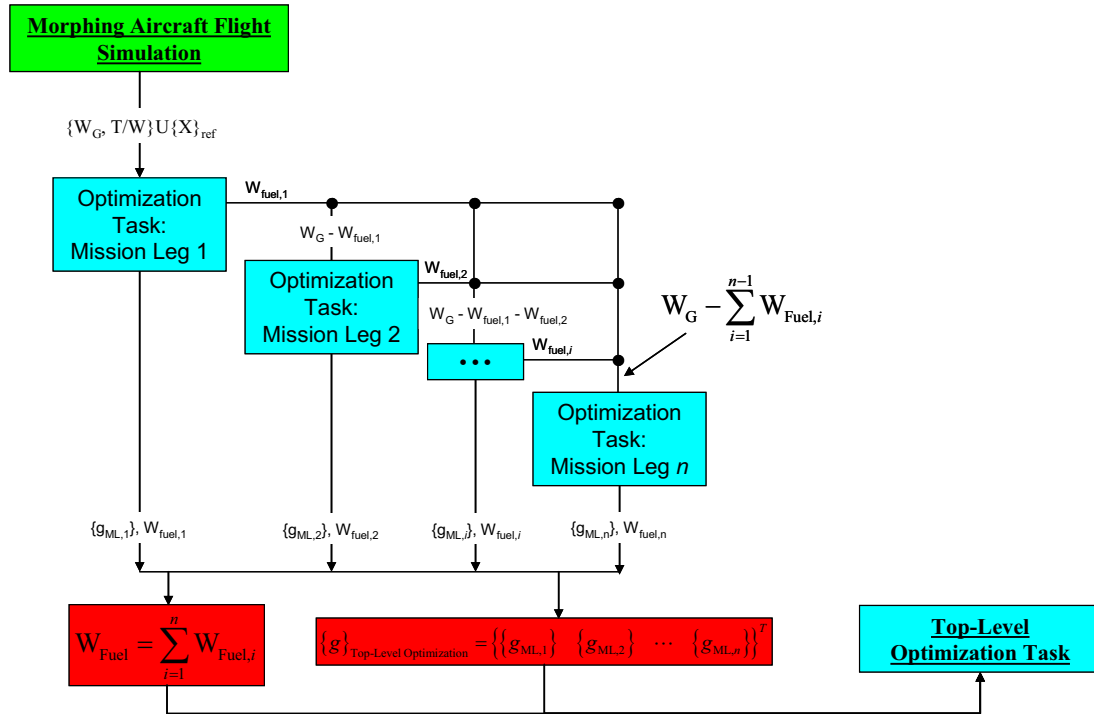 Morphing Aircraft Flight
Simulation
{W_G, T/W}U{X}_ref
Optimization
Task:
Mission Leg 1
W_fuel,1
W_G - W_fuel,1
Optimization
Task:
Mission Leg 2
W_fuel,2
W_G - W_fuel,1 - W_fuel,2
•••
W_fuel,i
W_G − ∑_{i=1}^{n−1} W_Fuel,i
Optimization
Task:
Mission Leg n
{g_ML,1}, W_fuel,1
{g_ML,2}, W_fuel,2
{g_ML,i}, W_fuel,i
{g_ML,n}, W_fuel,n
W_Fuel = ∑_{i=1}^{n} W_Fuel,i
{g}_Top-Level Optimization = {{g_ML,1} {g_ML,2} ⋯ {g_ML,n}}^T
Top-Level
Optimization Task